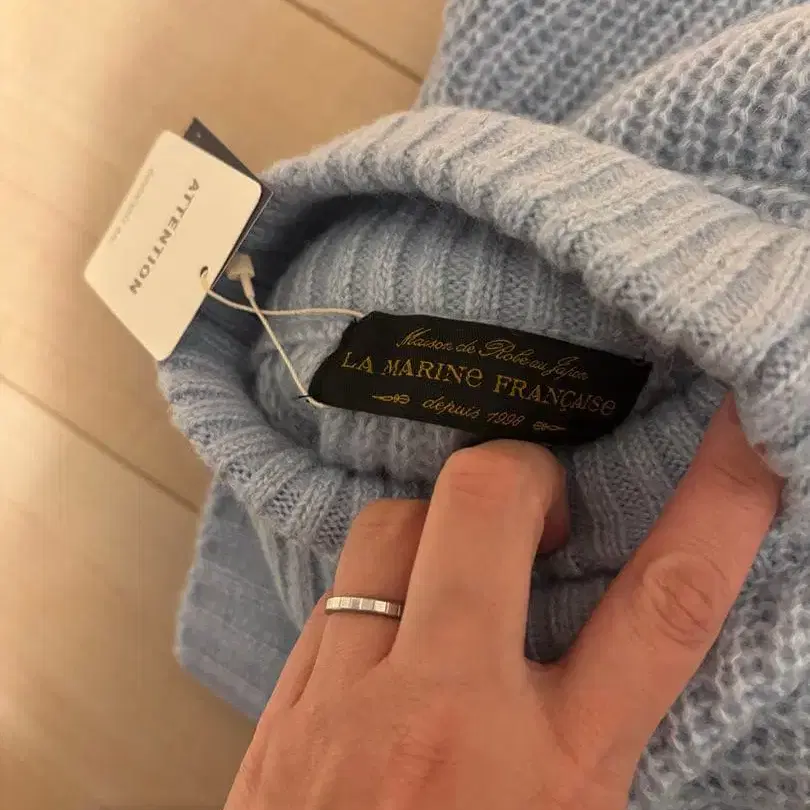 ATTENTION
Maison de Robe au Japon
LA MARINE FRANÇAISE
depuis 1998